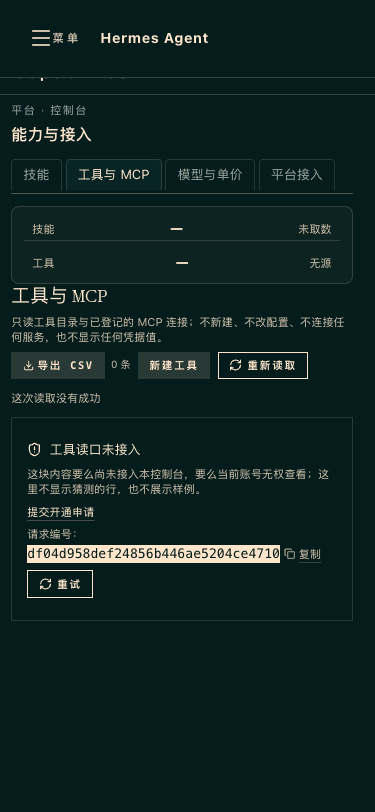 菜单 Hermes Agent
平台 · 控制台
能力与接入
技能 工具与 MCP 模型与单价 平台接入
技能 — 未取数
工具 — 无源
工具与 MCP
只读工具目录与已登记的 MCP 连接；不新建、不改配置、不连接任
何服务，也不显示任何凭据值。
导出 CSV 0 条 新建工具 重新读取
这次读取没有成功
工具读口未接入
这块内容要么尚未接入本控制台，要么当前账号无权查看；这
里不显示猜测的行，也不展示样例。
提交开通申请
请求编号：
df04d958def24856b446ae5204ce4710 复制
重试